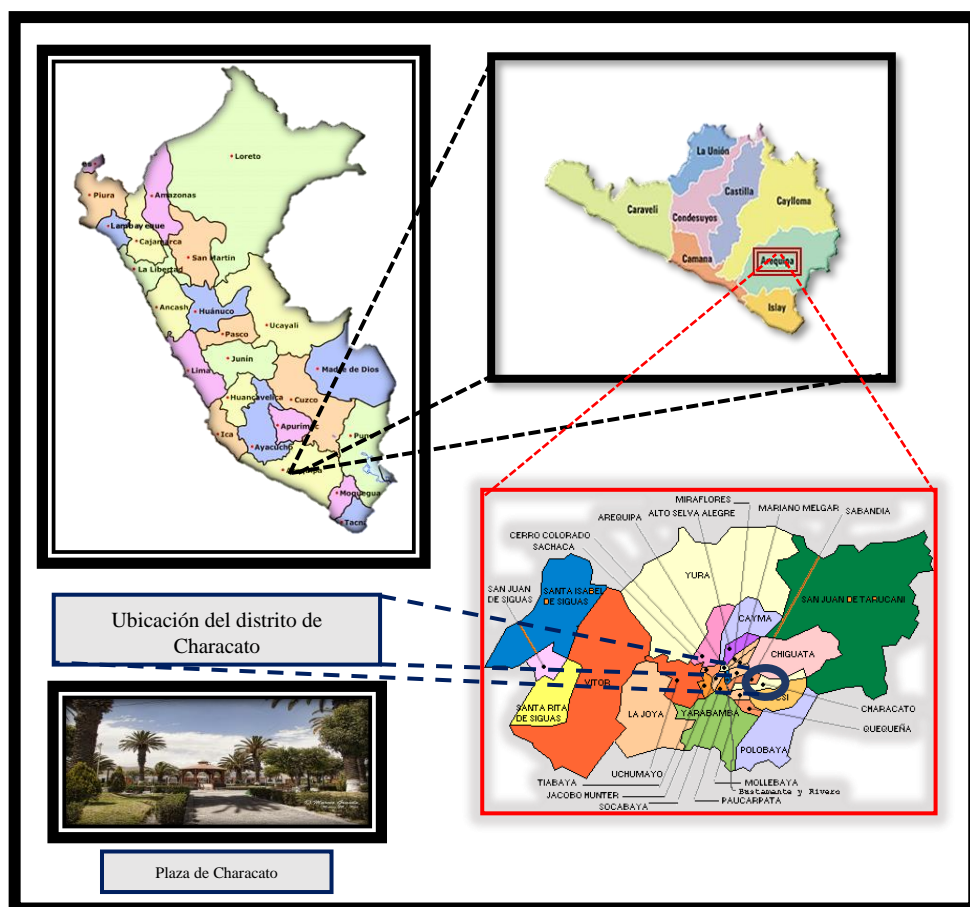 Loreto
es
Piura
Amazonas
Lambayeque
Cajamarca
San Martín
La Libertad
Ancash
Huánuco
Ucayali
Pasco
Junín
Madre de Dios
Lima
Huancavelica
Cuzco
Apurímac
Ica
Ayacucho
Moquegua
Tacna
La Unión
Castilla
Caylloma
Caraveli
Condesuyos
Camana
Arequipa
Islay
MIRAFLORES
ALTO SELVA ALEGRE
MARIANO MELGAR
AREQUIPA
SABANDIA
CERRO COLORADO
SACHACA
YURA
SAN JUAN
DE SIGUAS
SANTA ISABEL
DE SIGUAS
SAN JUAN DE TARUCANI
CAYMA
CHIGUATA
VITOR
SANTA RITA
DE SIGUAS
LA JOYA
YARABAMBA
CHARACATO
QUEQUEÑA
POLOBAYA
UCHUMAYO
TIABAYA
MOLLEBAYA
JACOBO HUNTER
Bustamante y Rivero
SOCABAYA
PAUCARPATA
Ubicación del distrito de
Characato
Plaza de Characato